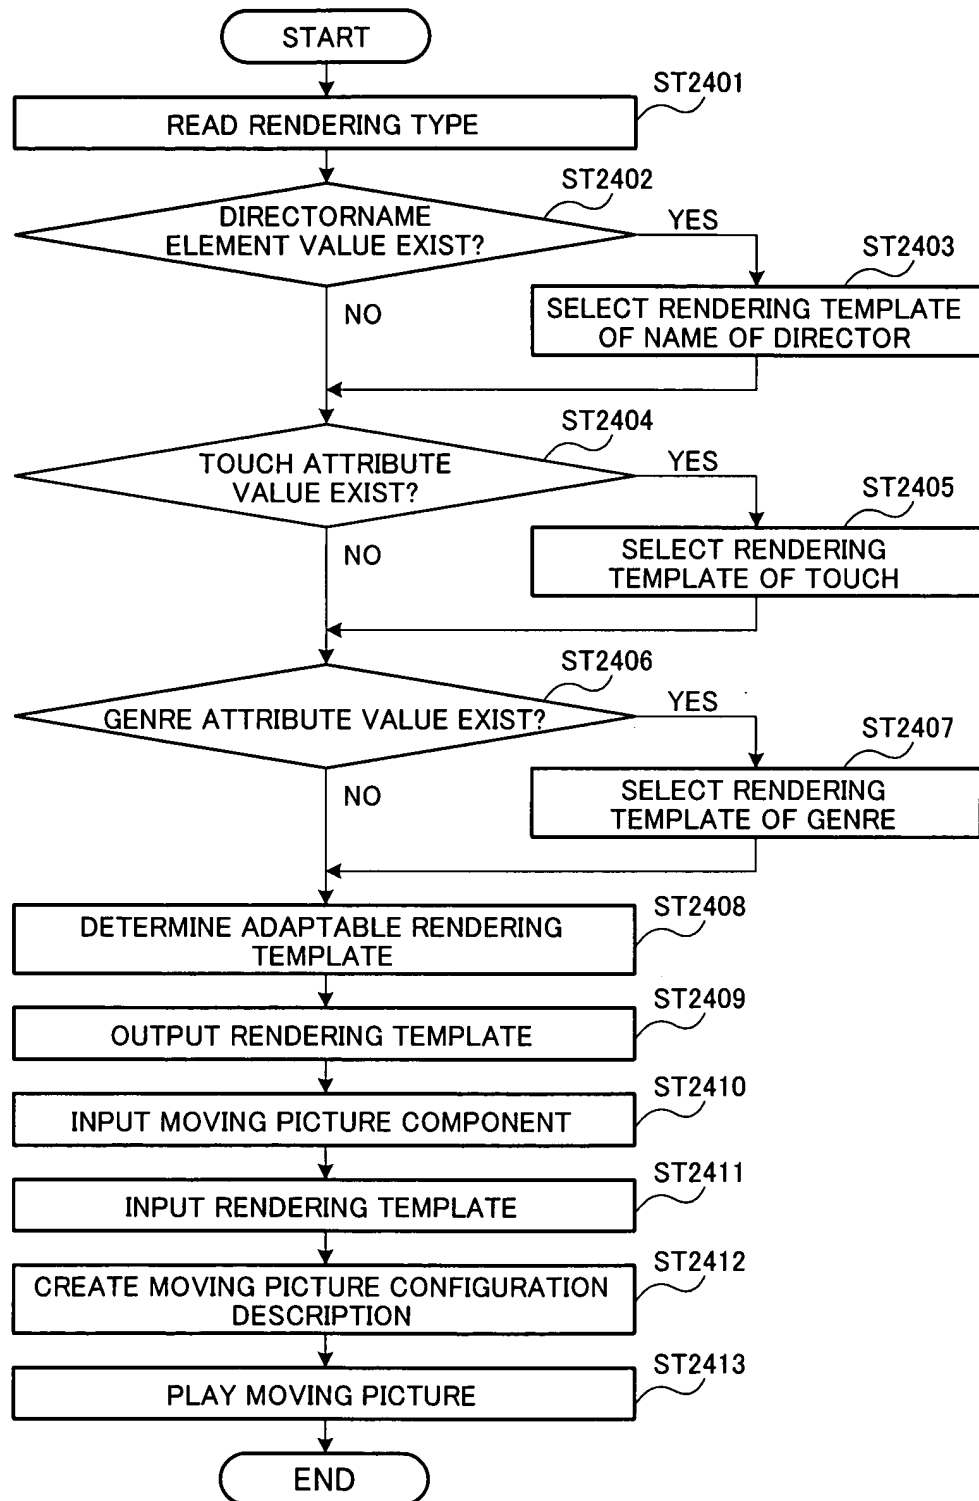 START
ST2401
READ RENDERING TYPE
ST2402
DIRECTORNAME
ELEMENT VALUE EXIST?
YES
ST2403
SELECT RENDERING TEMPLATE
OF NAME OF DIRECTOR
NO
ST2404
TOUCH ATTRIBUTE
VALUE EXIST?
YES
ST2405
SELECT RENDERING
TEMPLATE OF TOUCH
NO
ST2406
GENRE ATTRIBUTE VALUE EXIST?
YES
ST2407
SELECT RENDERING
TEMPLATE OF GENRE
NO
ST2408
DETERMINE ADAPTABLE RENDERING
TEMPLATE
ST2409
OUTPUT RENDERING TEMPLATE
ST2410
INPUT MOVING PICTURE COMPONENT
ST2411
INPUT RENDERING TEMPLATE
ST2412
CREATE MOVING PICTURE CONFIGURATION
DESCRIPTION
ST2413
PLAY MOVING PICTURE
END